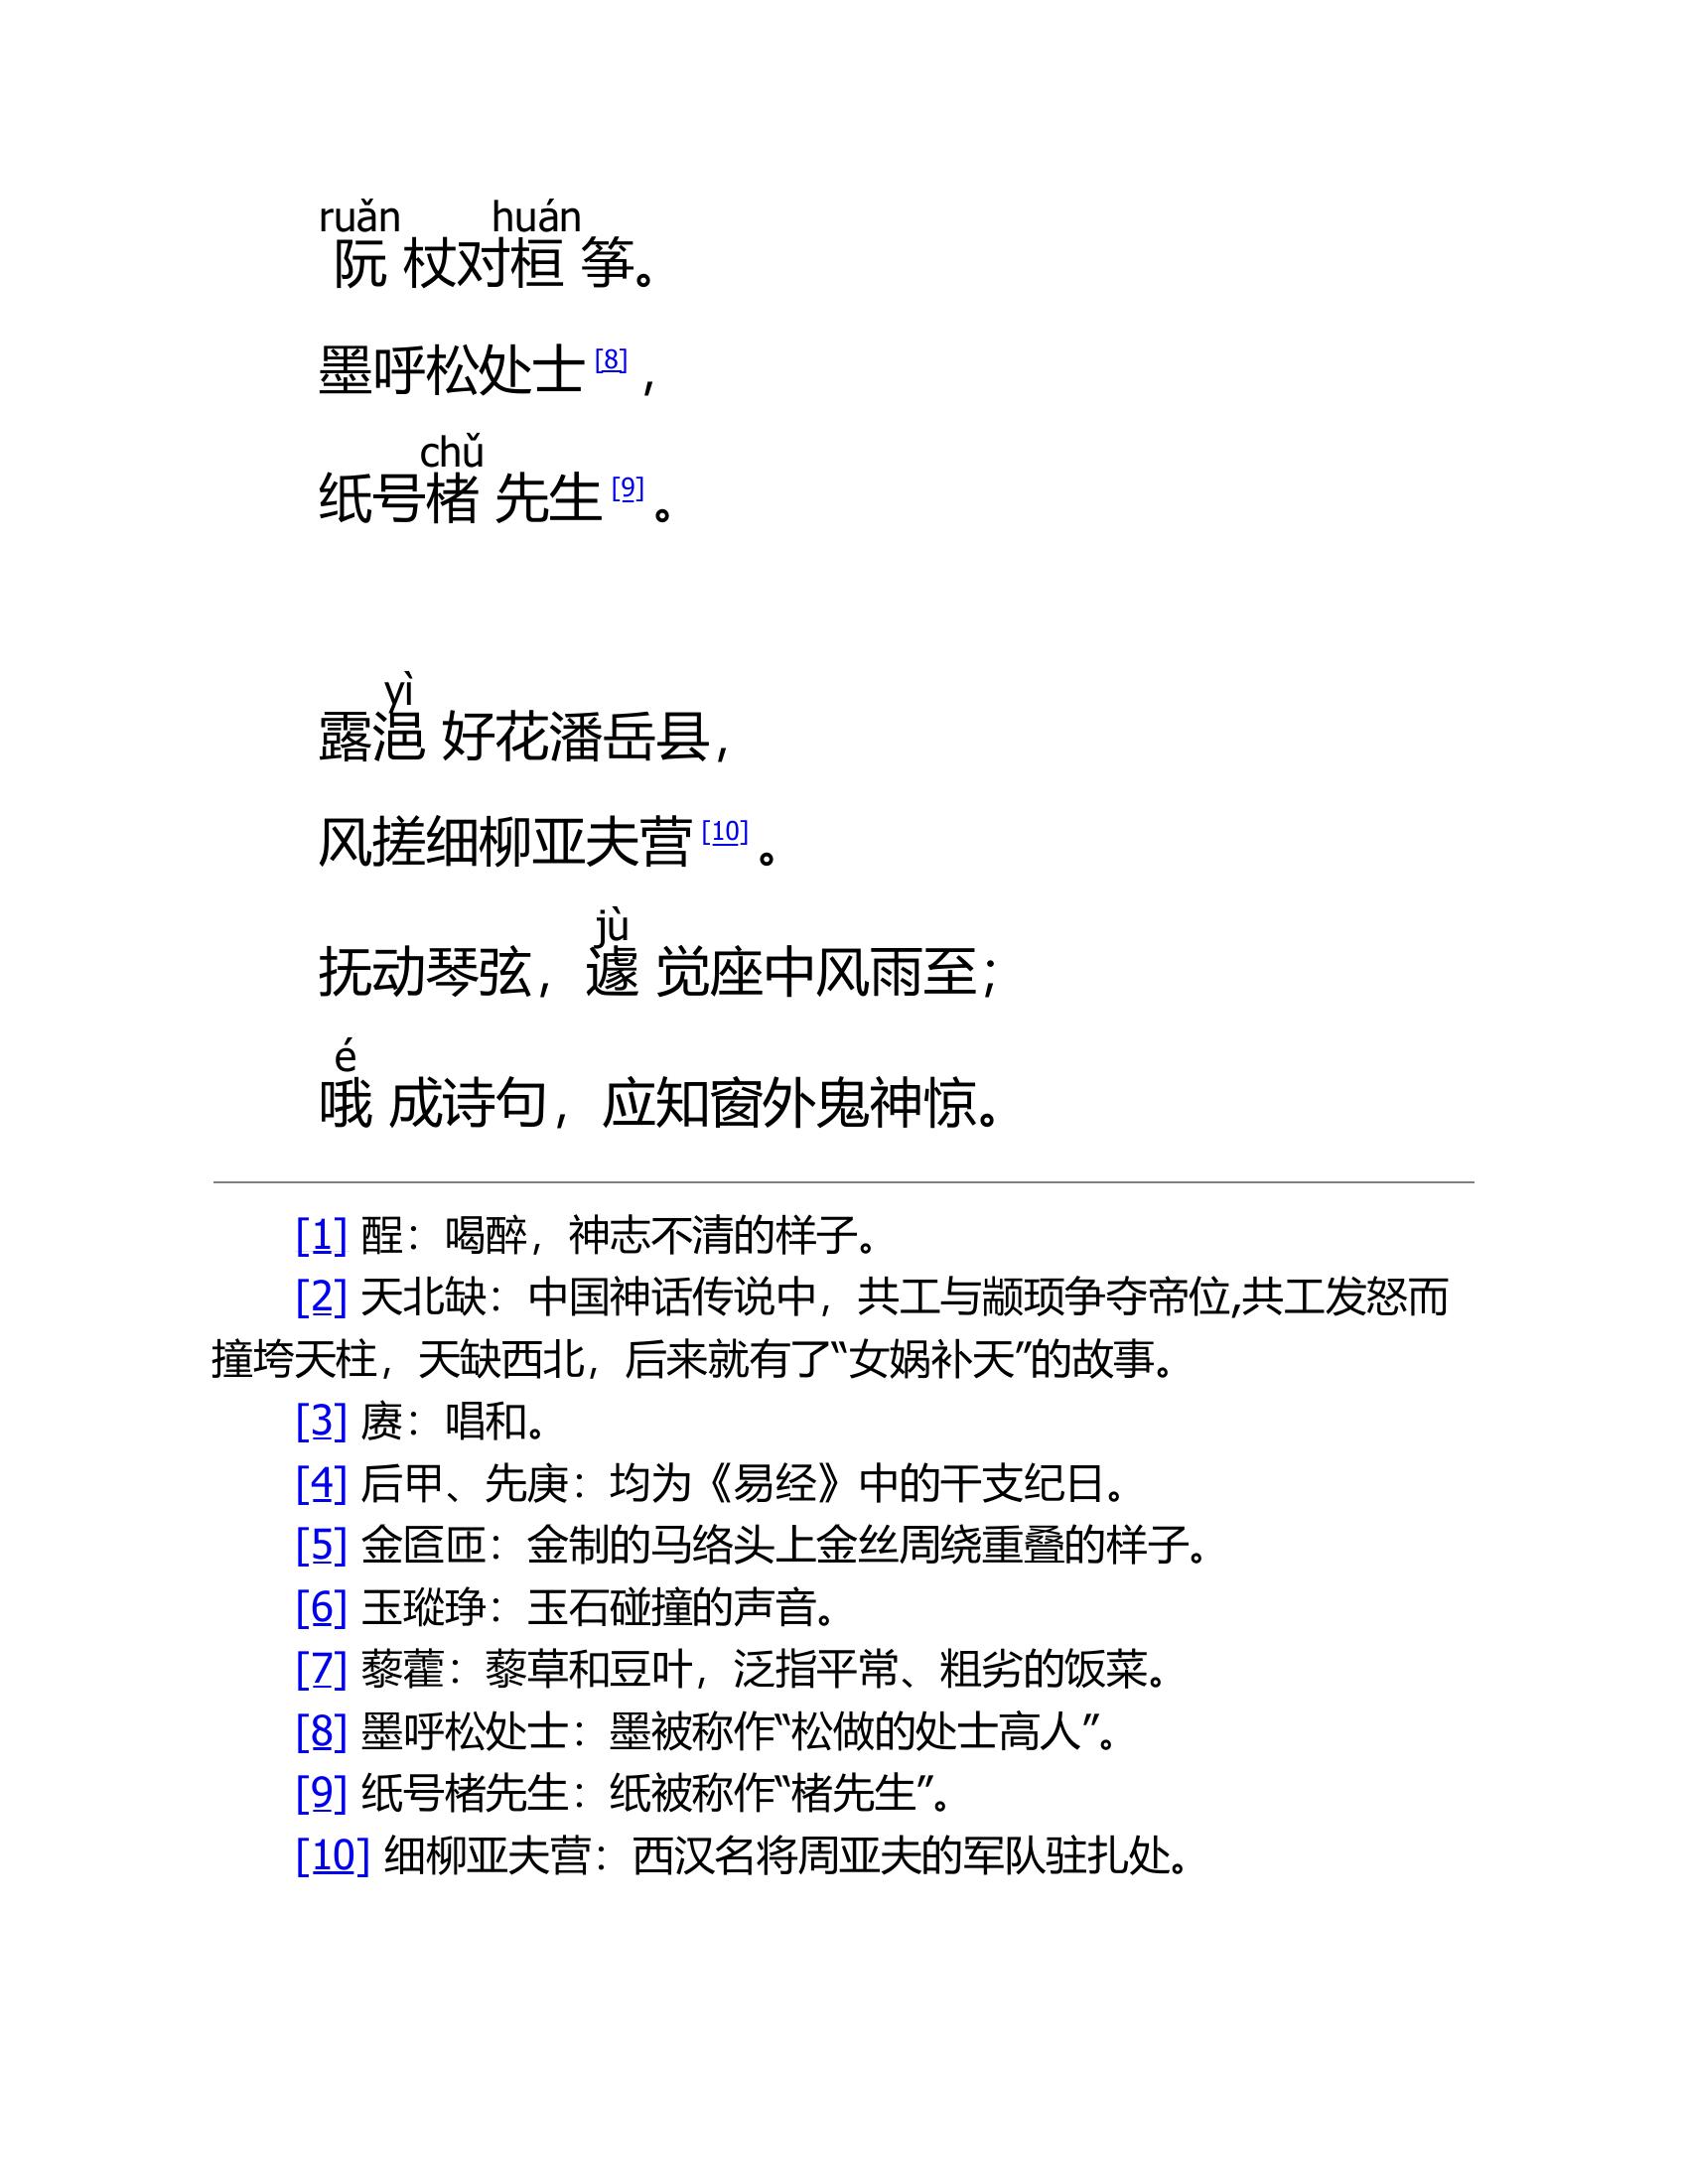 ruǎn huán
阮 杖对桓 筝。
墨呼松处士[8]，
chǔ
纸号楮 先生[9]。
yì
露浥 好花潘岳县，
风搓细柳亚夫营[10]。
jù
抚动琴弦，遽 觉座中风雨至；
é
哦 成诗句，应知窗外鬼神惊。
[1] 酲：喝醉，神志不清的样子。
[2] 天北缺：中国神话传说中，共工与颛顼争夺帝位,共工发怒而
撞垮天柱，天缺西北，后来就有了“女娲补天”的故事。
[3] 赓：唱和。
[4] 后甲、先庚：均为《易经》中的干支纪日。
[5] 金匼匝：金制的马络头上金丝周绕重叠的样子。
[6] 玉瑽琤：玉石碰撞的声音。
[7] 藜藿：藜草和豆叶，泛指平常、粗劣的饭菜。
[8] 墨呼松处士：墨被称作“松做的处士高人”。
[9] 纸号楮先生：纸被称作“楮先生”。
[10] 细柳亚夫营：西汉名将周亚夫的军队驻扎处。